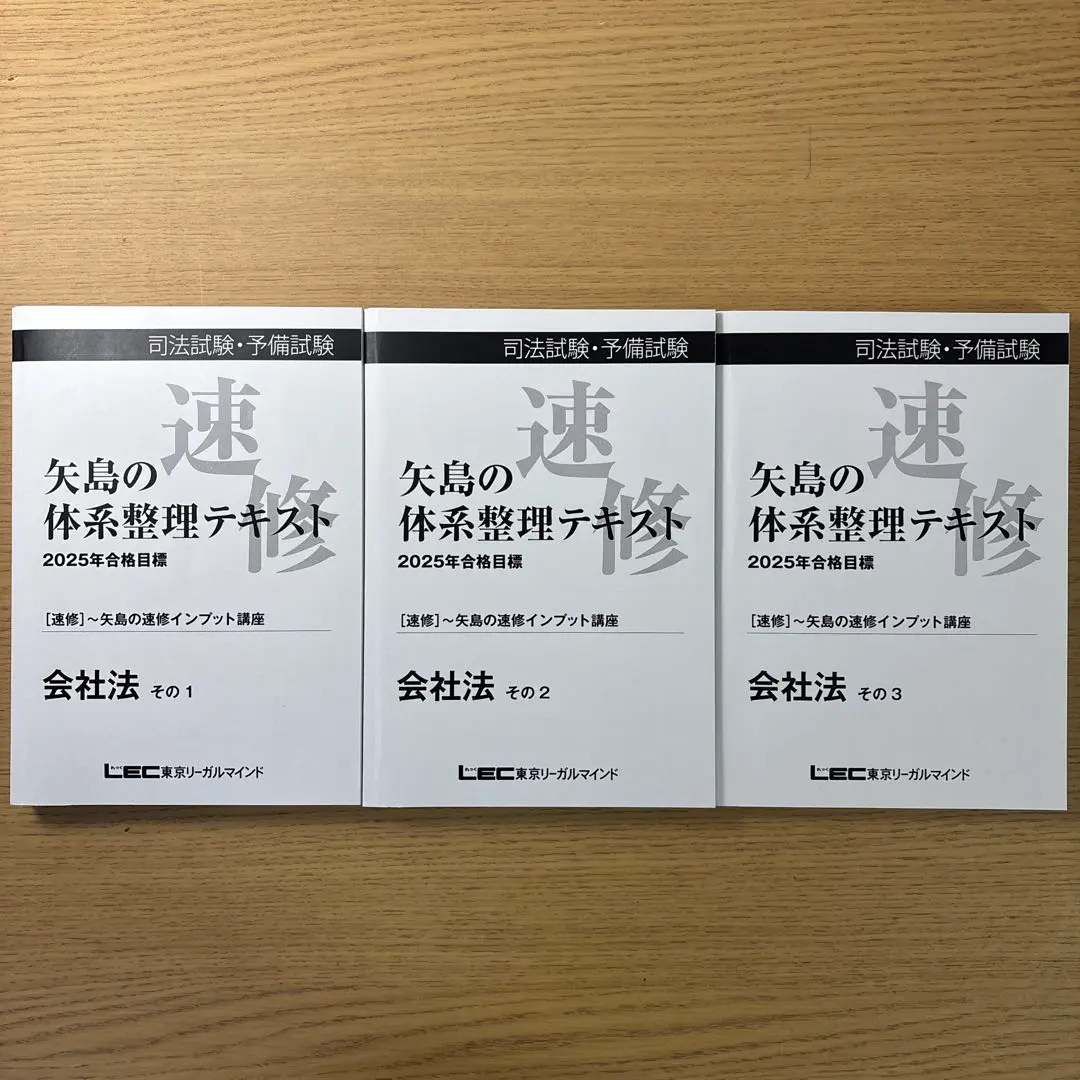 司法試験・予備試験
速修
矢島の
体系整理テキスト
2025年合格目標
[速修]～矢島の速修インプット講座
会社法 その1
れっく LEC東京リーガルマインド
司法試験・予備試験
速修
矢島の
体系整理テキスト
2025年合格目標
[速修]～矢島の速修インプット講座
会社法 その2
れっく LEC東京リーガルマインド
司法試験・予備試験
速修
矢島の
体系整理テキスト
2025年合格目標
[速修]～矢島の速修インプット講座
会社法 その3
れっく LEC東京リーガルマインド